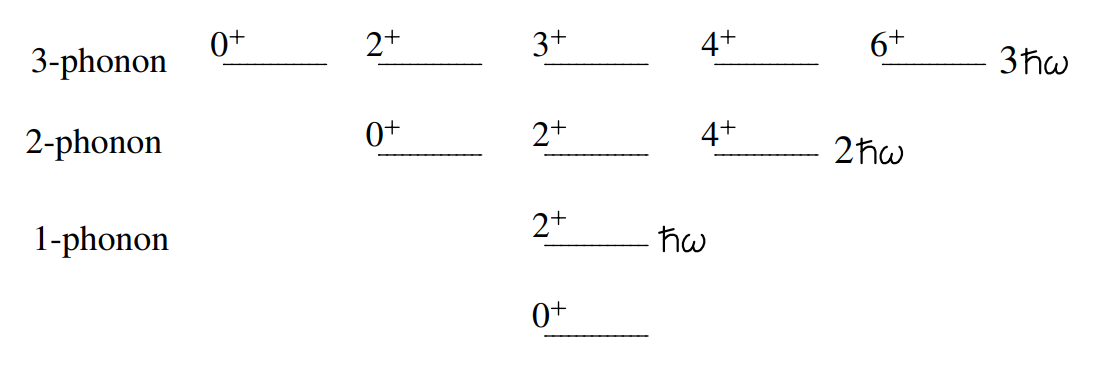 3-phonon 0⁺ 2⁺ 3⁺ 4⁺ 6⁺ 3ħω
2-phonon 0⁺ 2⁺ 4⁺ 2ħω
1-phonon 2⁺ ħω
0⁺